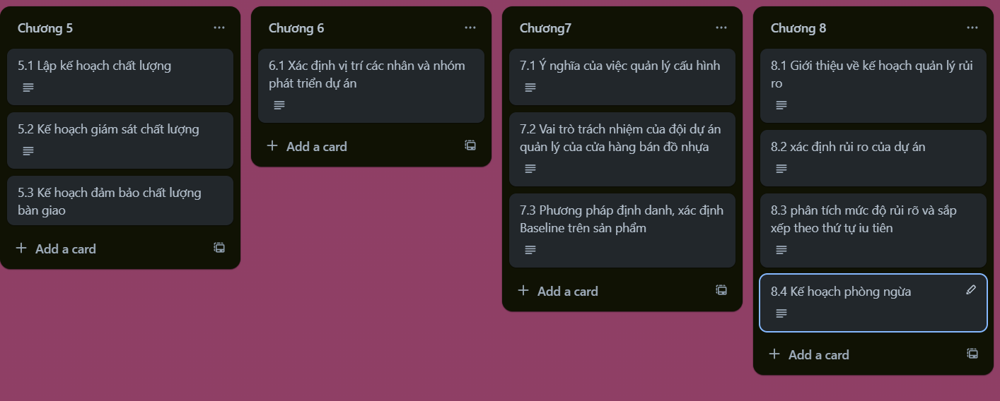 Chương 5
5.1 Lập kế hoạch chất lượng
5.2 Kế hoạch giám sát chất lượng
5.3 Kế hoạch đảm bảo chất lượng
bàn giao
Add a card
Chương 6
6.1 Xác định vị trí các nhân và nhóm
phát triển dự án
Add a card
Chương7
7.1 Ý nghĩa của việc quản lý cấu hình
7.2 Vai trò trách nhiệm của đội dự án
quản lý của cửa hàng bán đồ nhựa
7.3 Phương pháp định danh, xác định
Baseline trên sản phẩm
Add a card
Chương 8
8.1 Giới thiệu về kế hoạch quản lý rủi
ro
8.2 xác định rủi ro của dự án
8.3 phân tích mức độ rủi rõ và sắp
xếp theo thứ tự iu tiên
8.4 Kế hoạch phòng ngừa
Add a card